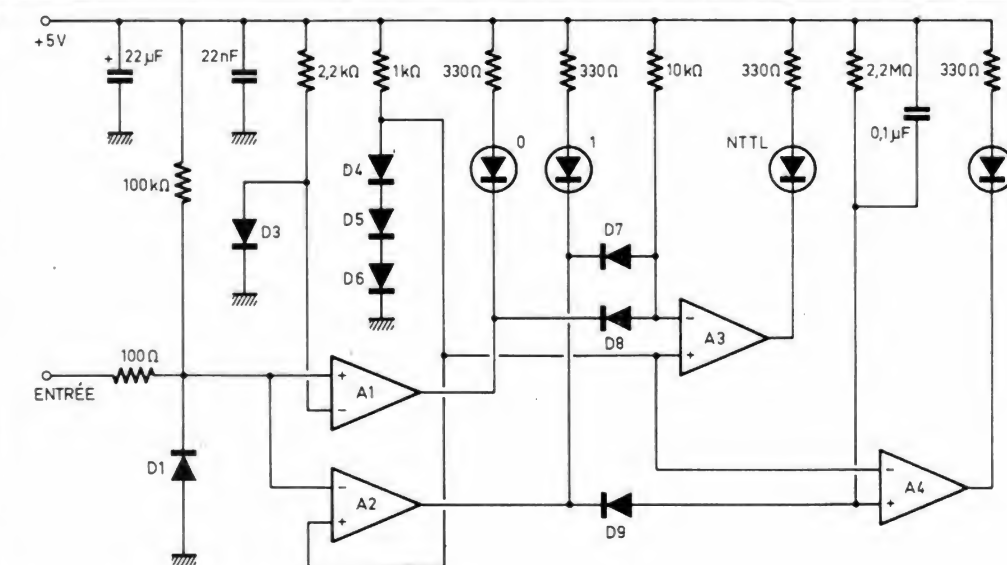 +5V
+
22µF
22nF
2,2kΩ
1kΩ
330Ω
330Ω
10kΩ
330Ω
2,2MΩ
330Ω
0,1µF
0
1
NTTL
100kΩ
D4
D3
D5
D6
D7
D8
100Ω
ENTRÉE
+
A1
−
−
A3
+
D1
−
A2
+
D9
−
A4
+